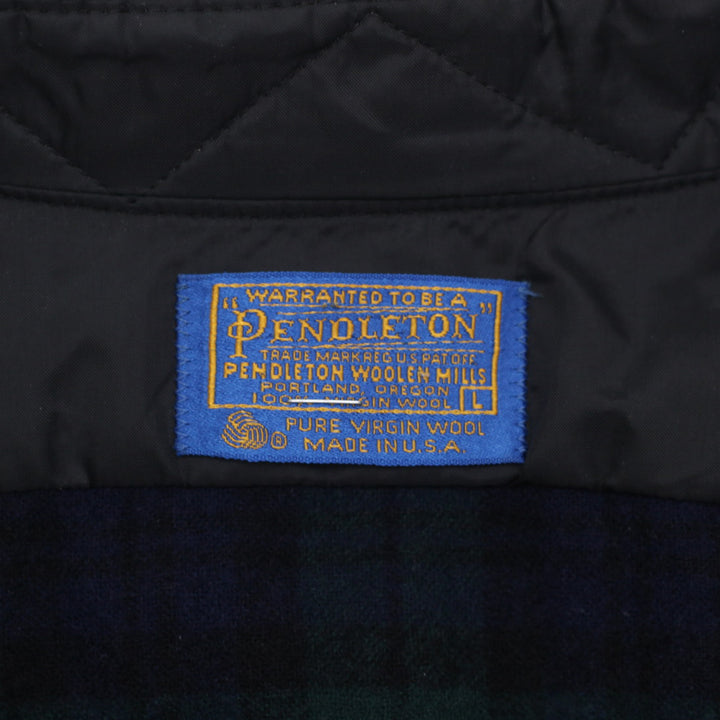 WARRANTED TO BE A
"PENDLETON"
TRADE MARK REG U S PAT OFF
PENDLETON WOOLEN MILLS
PORTLAND, OREGON
100% VIRGIN WOOL L
® PURE VIRGIN WOOL
MADE IN U.S.A.